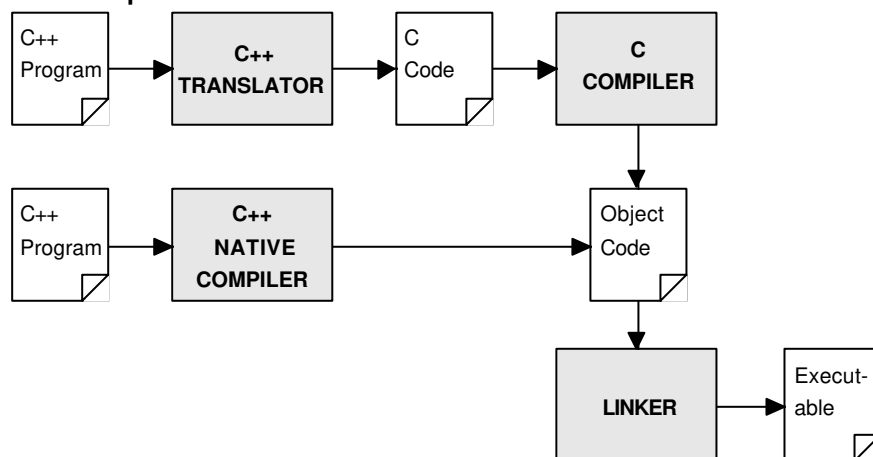 C++
Program
C++
TRANSLATOR
C
Code
C
COMPILER
C++
Program
C++
NATIVE
COMPILER
Object
Code
LINKER
Execut-
able